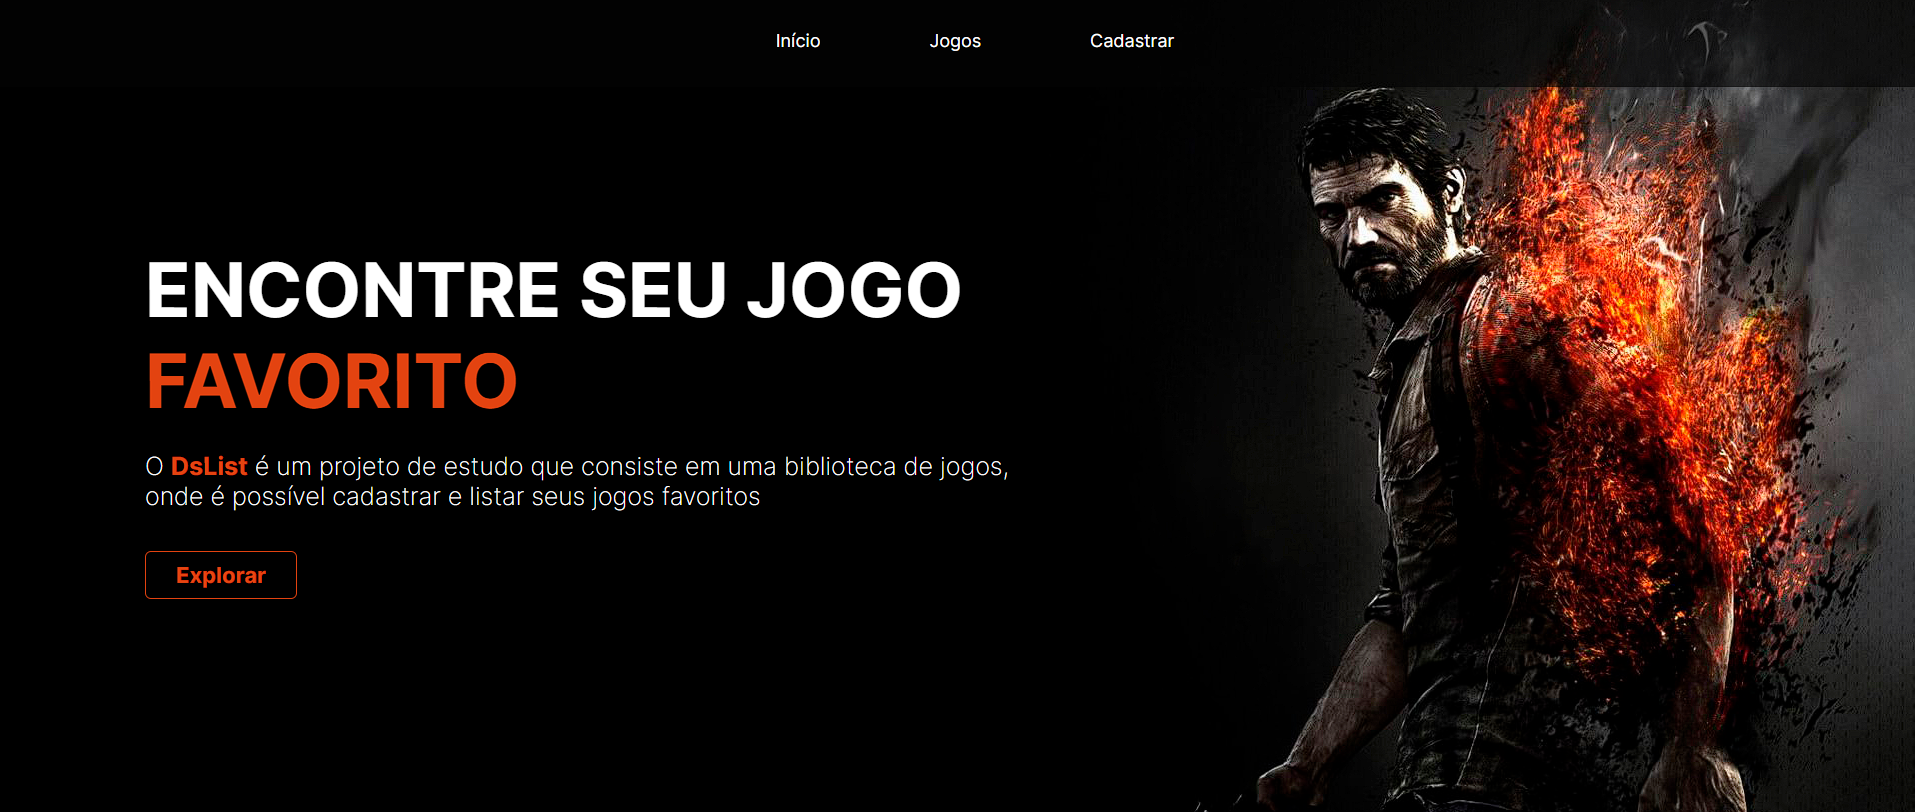 Início
Jogos
Cadastrar
ENCONTRE SEU JOGO
FAVORITO
O DsList é um projeto de estudo que consiste em uma biblioteca de jogos,
onde é possível cadastrar e listar seus jogos favoritos
Explorar